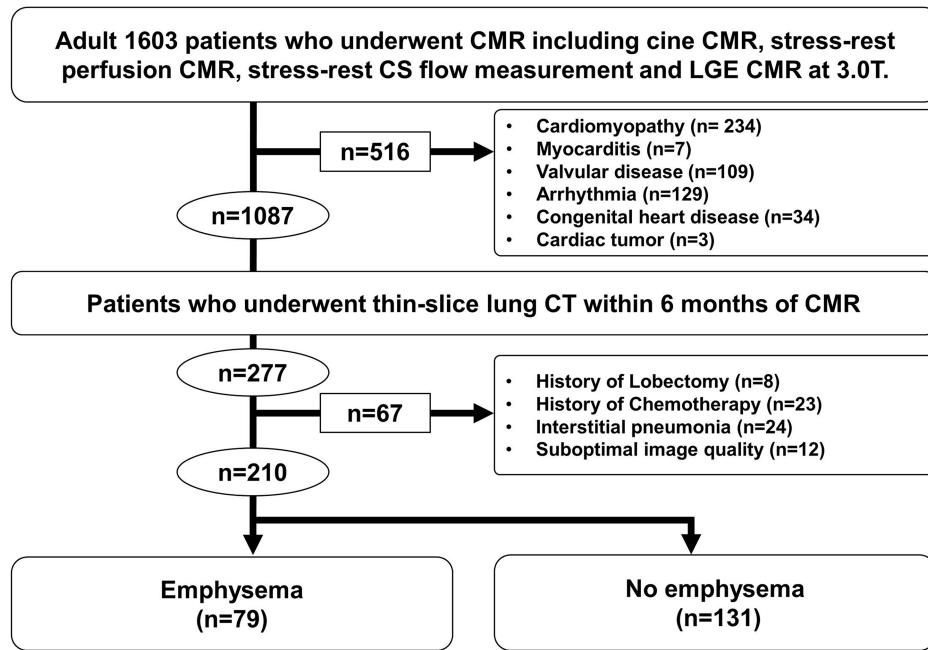 Adult 1603 patients who underwent CMR including cine CMR, stress-rest
perfusion CMR, stress-rest CS flow measurement and LGE CMR at 3.0T.
n=516
• Cardiomyopathy (n= 234)
• Myocarditis (n=7)
• Valvular disease (n=109)
• Arrhythmia (n=129)
• Congenital heart disease (n=34)
• Cardiac tumor (n=3)
n=1087
Patients who underwent thin-slice lung CT within 6 months of CMR
n=277
n=67
• History of Lobectomy (n=8)
• History of Chemotherapy (n=23)
• Interstitial pneumonia (n=24)
• Suboptimal image quality (n=12)
n=210
Emphysema
(n=79)
No emphysema
(n=131)